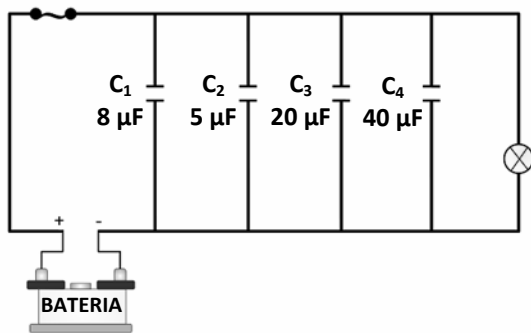 C₁ C₂ C₃ C₄
8 µF 5 µF 20 µF 40 µF
+ -
BATERIA